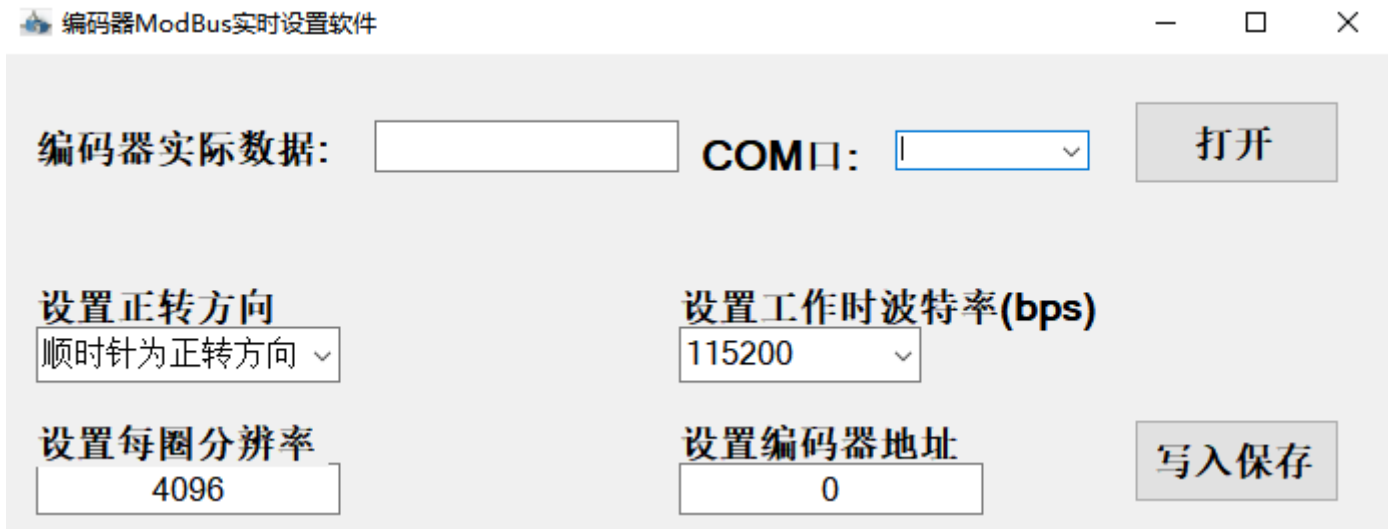 编码器ModBus实时设置软件
编码器实际数据: COM口: 打开
设置正转方向 设置工作时波特率(bps)
顺时针为正转方向 115200
设置每圈分辨率 设置编码器地址 写入保存
4096 0